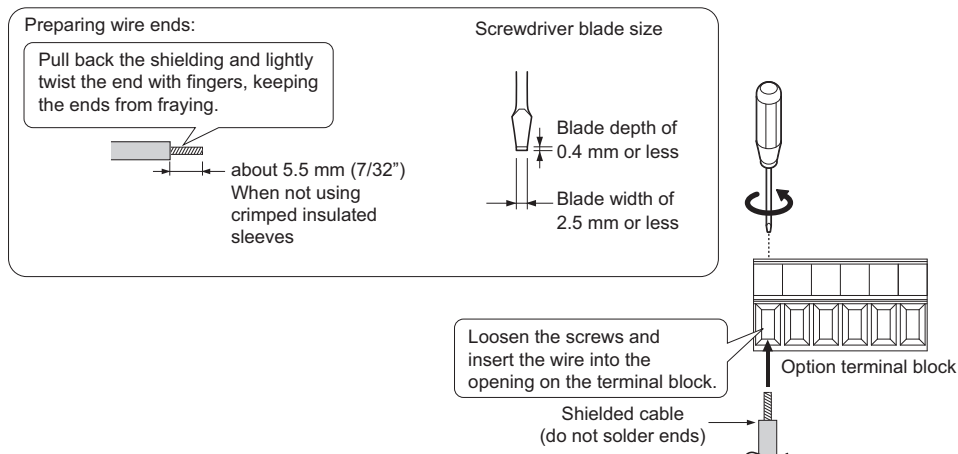 Preparing wire ends:
Pull back the shielding and lightly
twist the end with fingers, keeping
the ends from fraying.
about 5.5 mm (7/32”)
When not using
crimped insulated
sleeves
Screwdriver blade size
Blade depth of
0.4 mm or less
Blade width of
2.5 mm or less
Loosen the screws and
insert the wire into the
opening on the terminal block.
Option terminal block
Shielded cable
(do not solder ends)